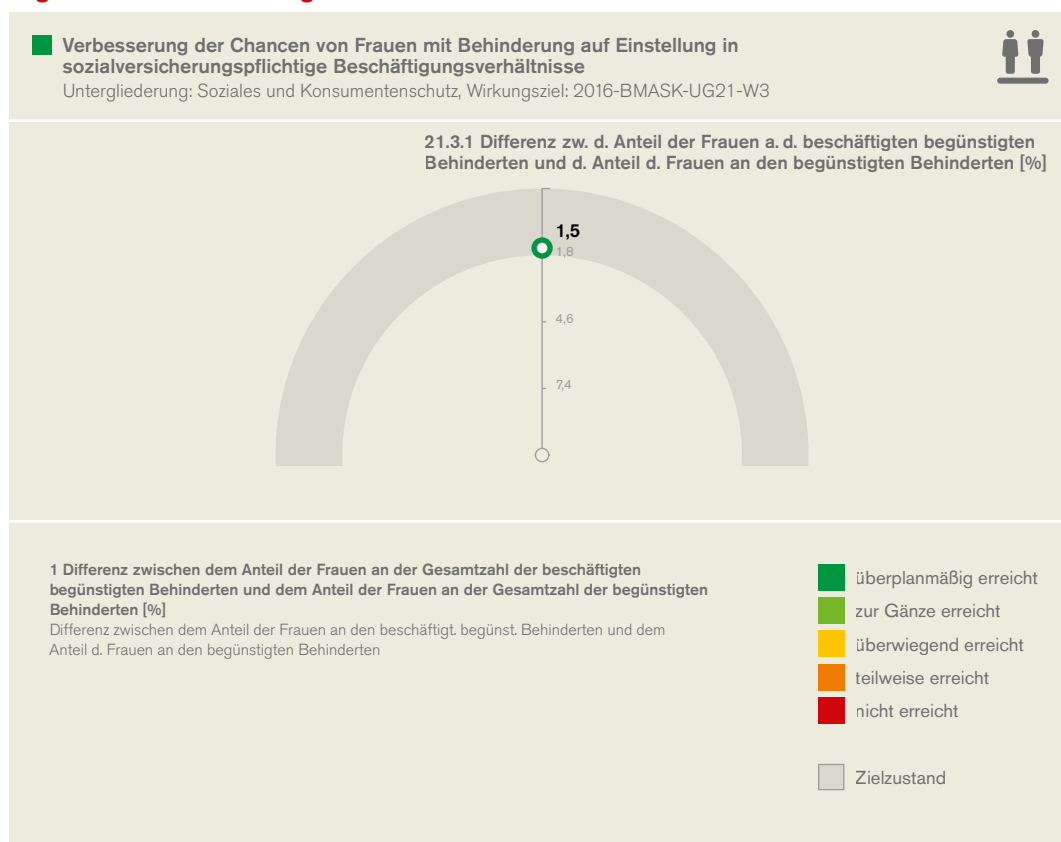 Verbesserung der Chancen von Frauen mit Behinderung auf Einstellung in
sozialversicherungspflichtige Beschäftigungsverhältnisse
Untergliederung: Soziales und Konsumentenschutz, Wirkungsziel: 2016-BMASK-UG21-W3
21.3.1 Differenz zw. d. Anteil der Frauen a. d. beschäftigten begünstigten
Behinderten und d. Anteil d. Frauen an den begünstigten Behinderten [%]
1,5
1,8
4,6
7,4
1 Differenz zwischen dem Anteil der Frauen an der Gesamtzahl der beschäftigten
begünstigten Behinderten und dem Anteil der Frauen an der Gesamtzahl der begünstigten
Behinderten [%]
Differenz zwischen dem Anteil der Frauen an den beschäftigt. begünst. Behinderten und dem
Anteil d. Frauen an den begünstigten Behinderten
überplanmäßig erreicht
zur Gänze erreicht
überwiegend erreicht
teilweise erreicht
nicht erreicht
Zielzustand